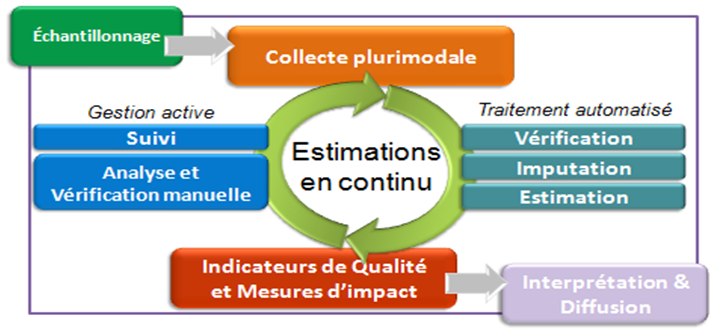 Échantillonnage
Collecte plurimodale
Gestion active
Suivi
Analyse et
Vérification manuelle
Estimations
en continu
Traitement automatisé
Vérification
Imputation
Estimation
Indicateurs de Qualité
et Mesures d’impact
Interprétation &
Diffusion